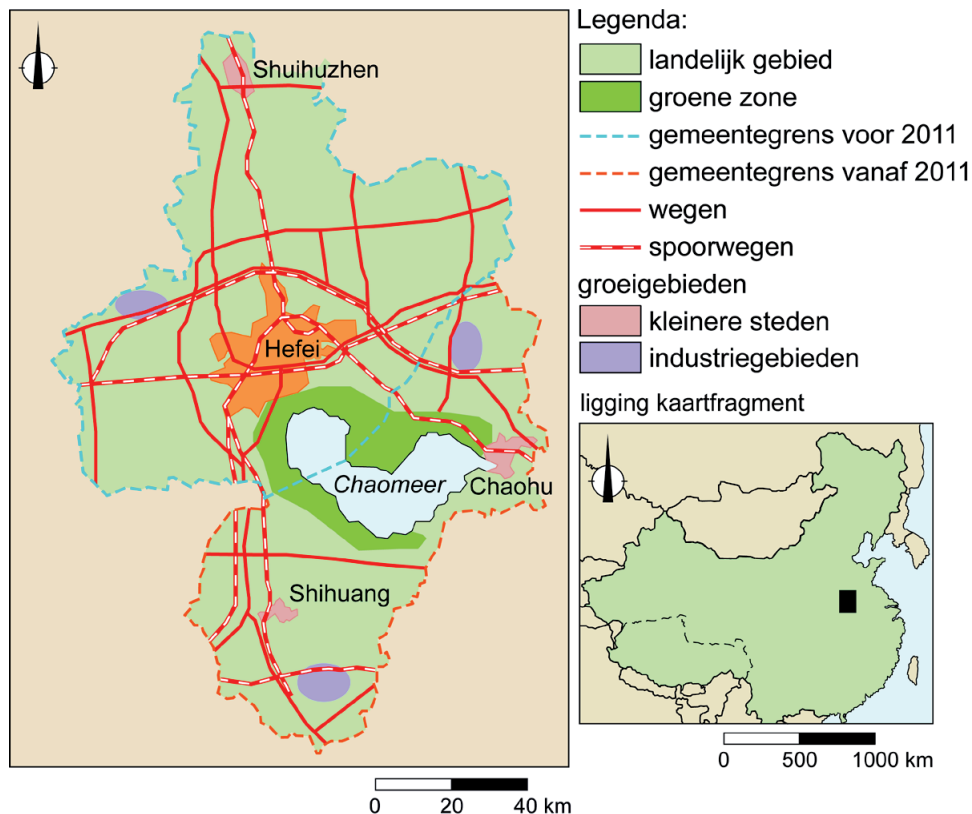 Shuihuzhen
Hefei
Chaomeer
Chaohu
Shihuang
0 20 40 km
Legenda:
landelijk gebied
groene zone
gemeentegrens voor 2011
gemeentegrens vanaf 2011
wegen
spoorwegen
groeigebieden
kleinere steden
industriegebieden
ligging kaartfragment
0 500 1000 km